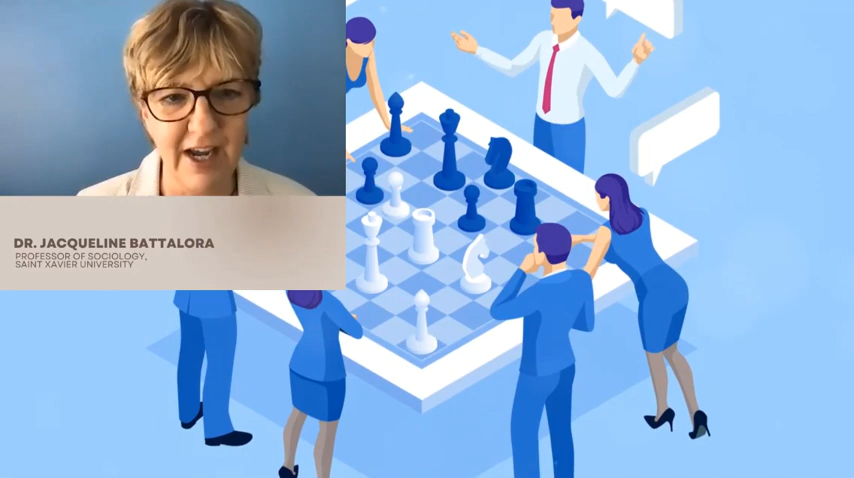 DR. JACQUELINE BATTALORA
PROFESSOR OF SOCIOLOGY,
SAINT XAVIER UNIVERSITY